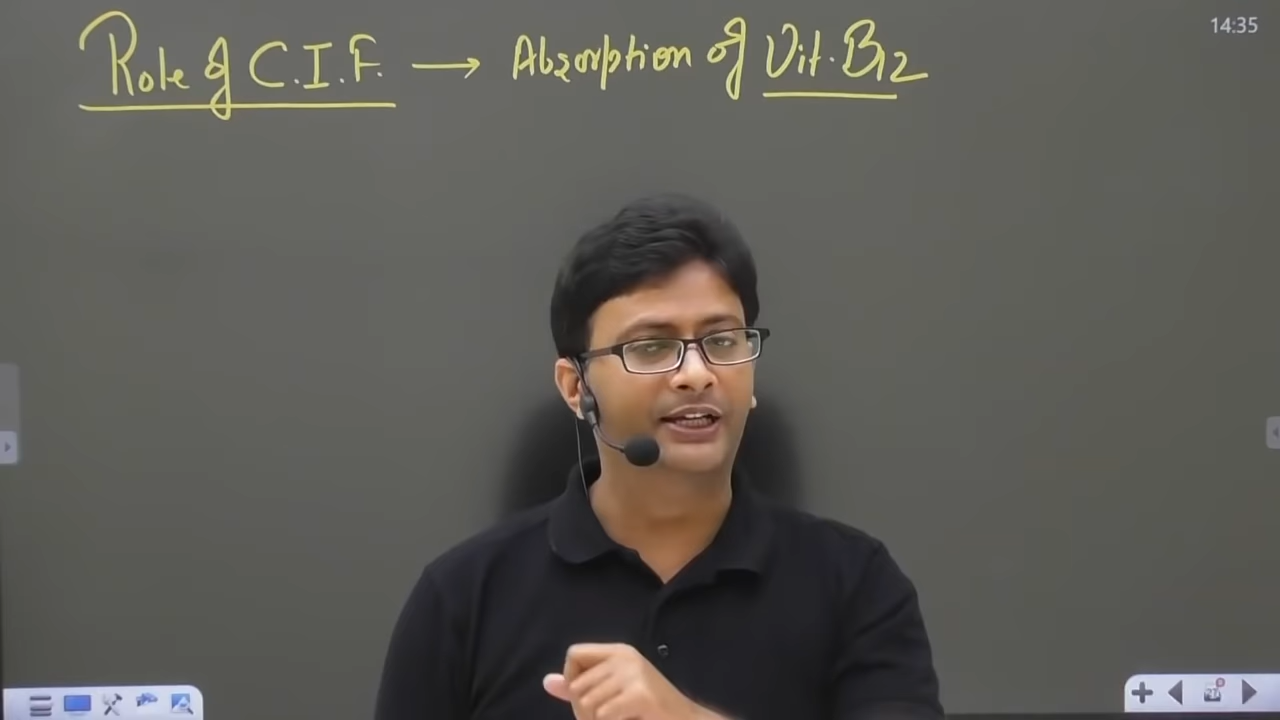 14:35
Role of C.I.F. → Absorption of Vit. B12